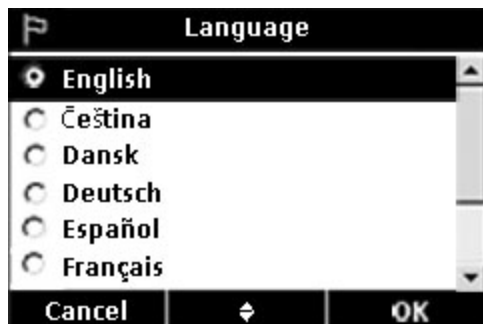 Language
English
Čeština
Dansk
Deutsch
Español
Français
Cancel OK